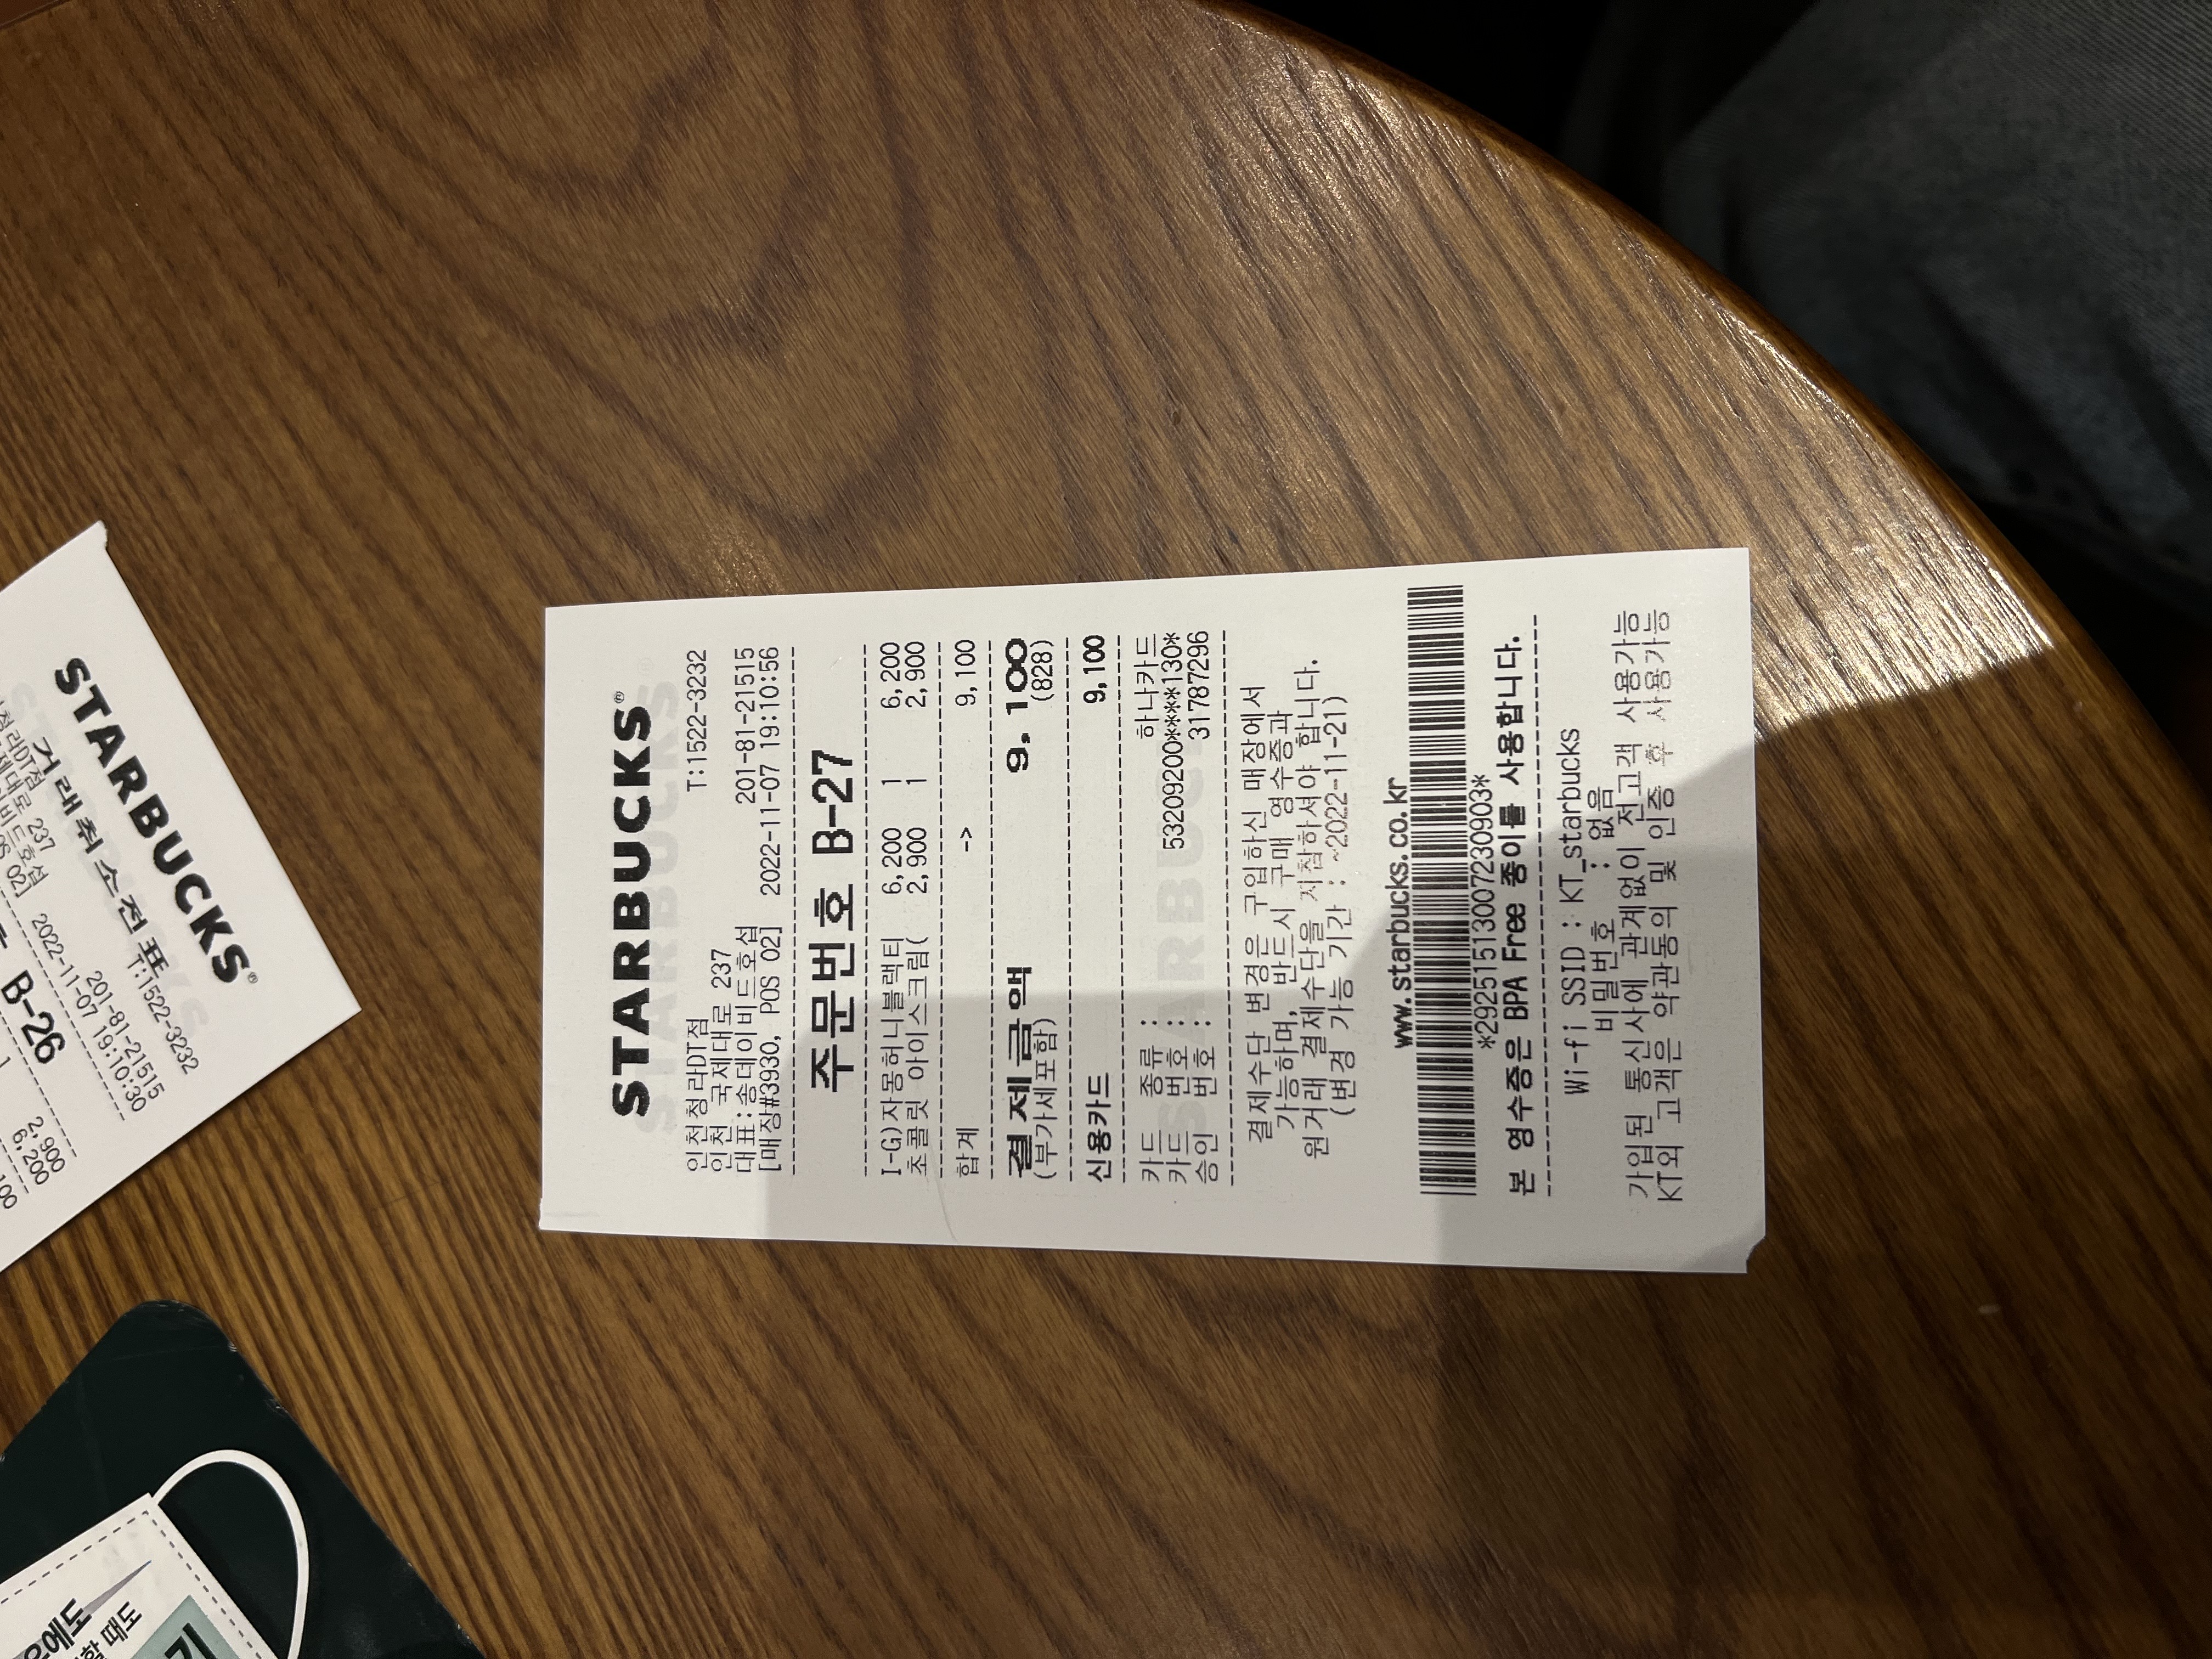 때도
기
STARBUCKS®
거래취소전표
T:1522-3232
237
201-81-21515
2022-11-07 19:10:30
B-26
6,200
2,900
STARBUCKS®
인천청라DT점 T:1522-3232
인천 국제대로 237
대표:송데이비드호섭 201-81-21515
[매장#3930, POS 02] 2022-11-07 19:10:56
주문번호 B-27
I-G)자몽허니블랙티 6,200 1 6,200
초콜릿 아이스크림( 2,900 1 2,900
합계 -> 9,100
결제금액 9,100
(부가세포함) (828)
신용카드 9,100
카드 종류 : 하나카드
카드 번호 : 53209200****130*
승인 번호 : 31787296
결제수단 변경은 구입하신 매장에서
가능하며, 반드시 구매 영수증과
원거래 결제수단을 지참하셔야 합니다.
(변경 가능 기간 : ~2022-11-21)
www.starbucks.co.kr
*29251513007230903*
본 영수증은 BPA Free 종이를 사용합니다.
Wi-fi SSID : KT_starbucks
비밀번호 : 없음
가입된 통신사에 관계없이 전고객 사용가능
KT외 고객은 약관동의 및 인증 후 사용가능